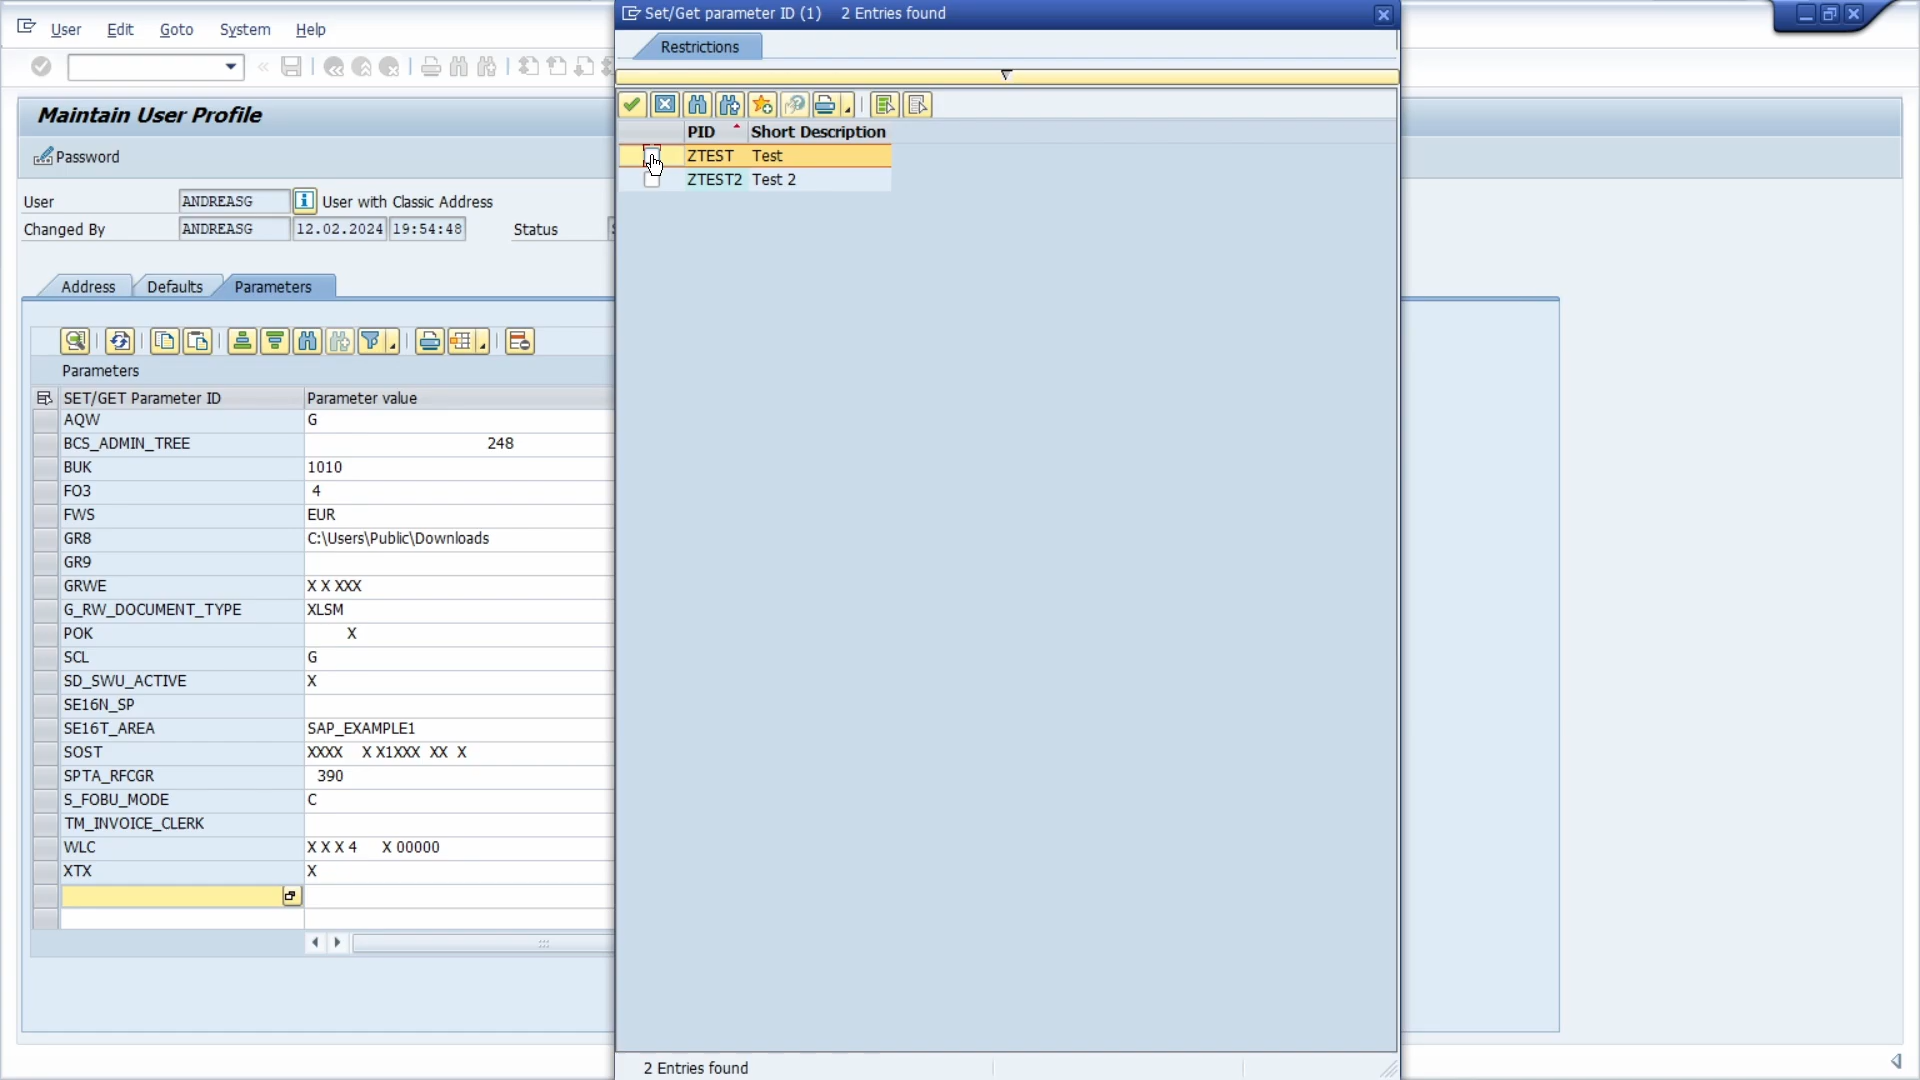 User Edit Goto System Help
Set/Get parameter ID (1) 2 Entries found
Restrictions
Maintain User Profile
Password
PID Short Description
ZTEST Test
ZTEST2 Test 2
User ANDREASG User with Classic Address
Changed By ANDREASG 12.02.2024 19:54:48 Status
Address Defaults Parameters
Parameters
SET/GET Parameter ID Parameter value
AQW G
BCS_ADMIN_TREE 248
BUK 1010
FO3 4
FWS EUR
GR8 C:\Users\Public\Downloads
GR9
GRWE X X XXX
G_RW_DOCUMENT_TYPE XLSM
POK X
SCL G
SD_SWU_ACTIVE X
SE16N_SP
SE16T_AREA SAP_EXAMPLE1
SOST XXXX X X1XXX XX X
SPTA_RFCGR 390
S_FOBU_MODE C
TM_INVOICE_CLERK
WLC X X X 4 X 00000
XTX X
2 Entries found